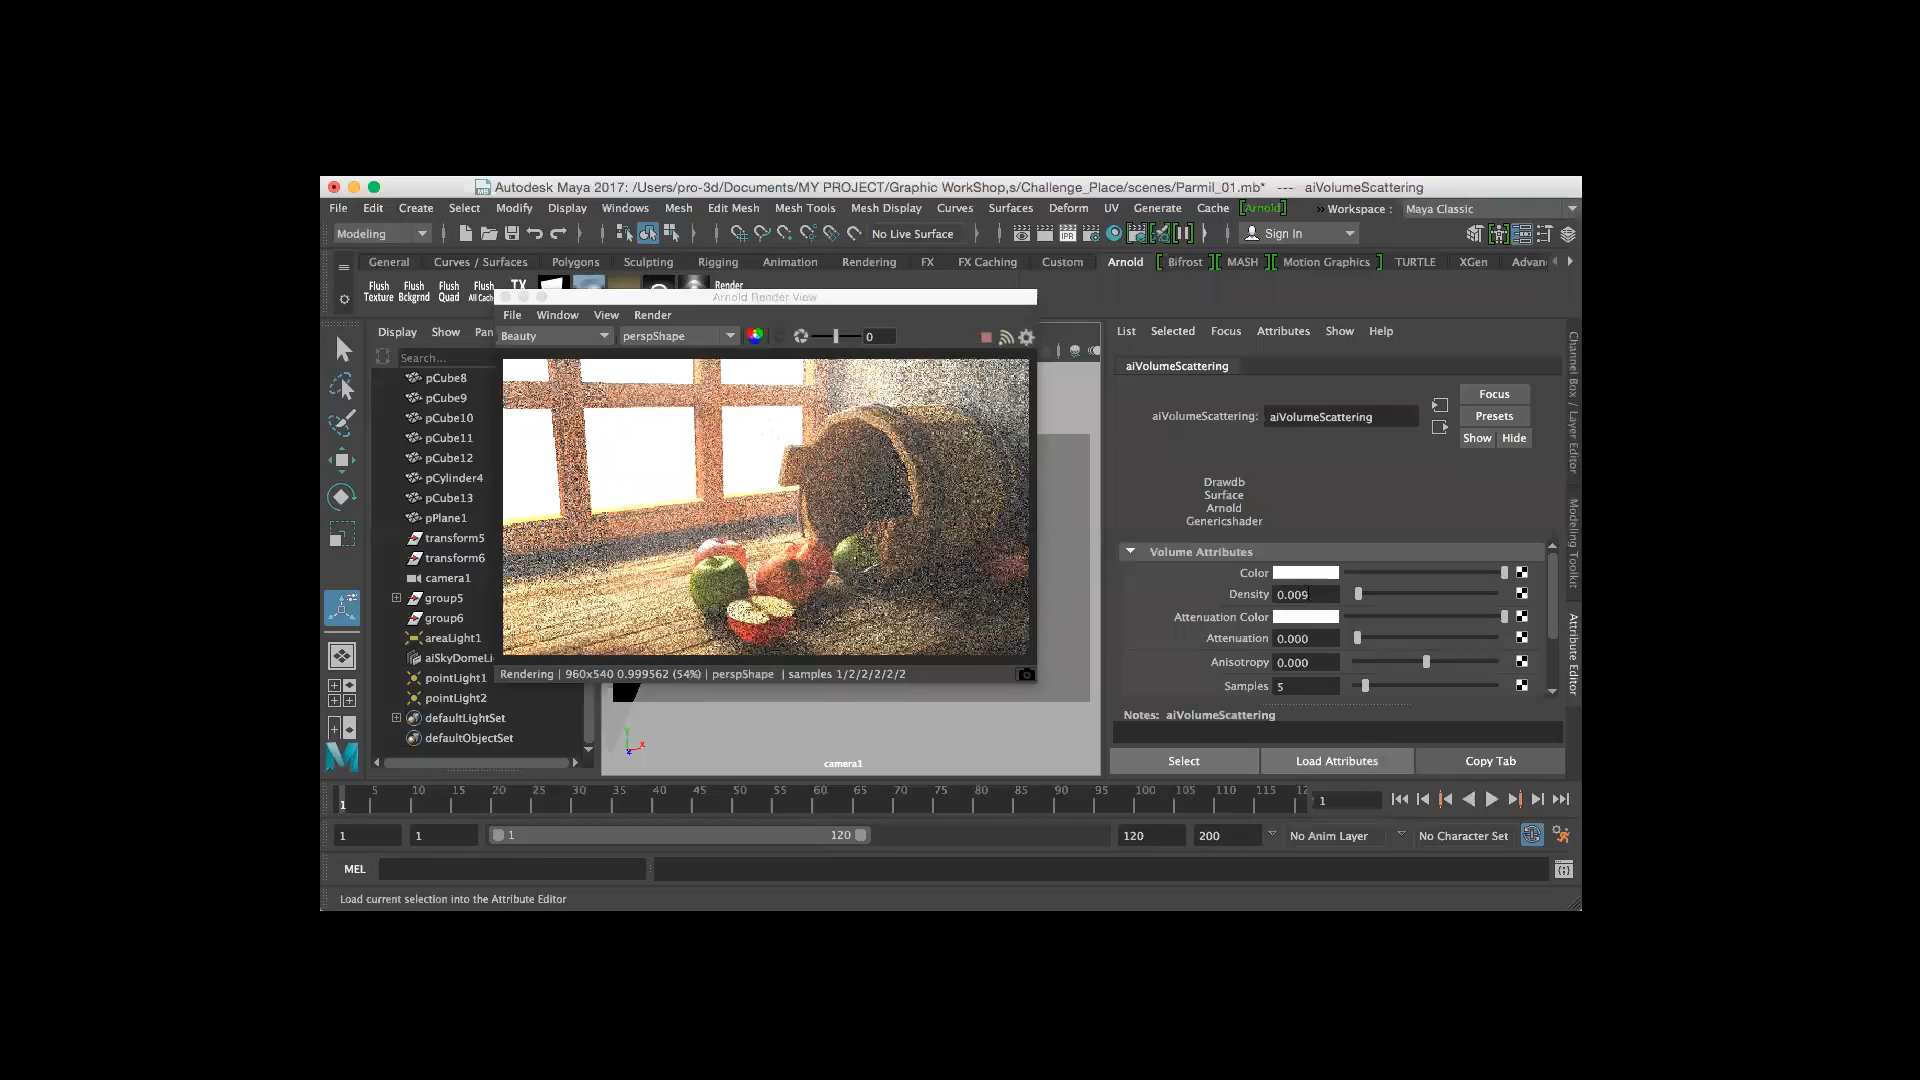 Autodesk Maya 2017: /Users/pro-3d/Documents/MY PROJECT/Graphic WorkShop,s/Challenge_Place/scenes/Parmil_01.mb* --- aiVolumeScattering
File Edit Create Select Modify Display Windows Mesh Edit Mesh Mesh Tools Mesh Display Curves Surfaces Deform UV Generate Cache [Arnold] » Workspace : Maya Classic
Modeling No Live Surface IPR Sign In
General Curves / Surfaces Polygons Sculpting Rigging Animation Rendering FX FX Caching Custom Arnold [ Bifrost ] [ MASH ] [ Motion Graphics ] TURTLE XGen Advan
Flush Flush Flush Flush TX Render
Texture Bckgrnd Quad All Cache
Arnold Render View
File Window View Render
Beauty perspShape 0
Display Show Pan
Search...
pCube8
pCube9
pCube10
pCube11
pCube12
pCylinder4
pCube13
pPlane1
transform5
transform6
camera1
group5
group6
areaLight1
aiSkyDomeLi
pointLight1
pointLight2
defaultLightSet
defaultObjectSet
Rendering | 960x540 0.999562 (54%) | perspShape | samples 1/2/2/2/2/2
y
x
z
camera1
List Selected Focus Attributes Show Help
aiVolumeScattering
aiVolumeScattering: aiVolumeScattering
Focus
Presets
Show Hide
Drawdb
Surface
Arnold
Genericshader
Volume Attributes
Color
Density 0.009
Attenuation Color
Attenuation 0.000
Anisotropy 0.000
Samples 5
Notes: aiVolumeScattering
Select Load Attributes Copy Tab
Channel Box / Layer Editor
Modeling Toolkit
Attribute Editor
1 5 10 15 20 25 30 35 40 45 50 55 60 65 70 75 80 85 90 95 100 105 110 115 12 1
1 1 1 120 120 200 No Anim Layer No Character Set
MEL
Load current selection into the Attribute Editor